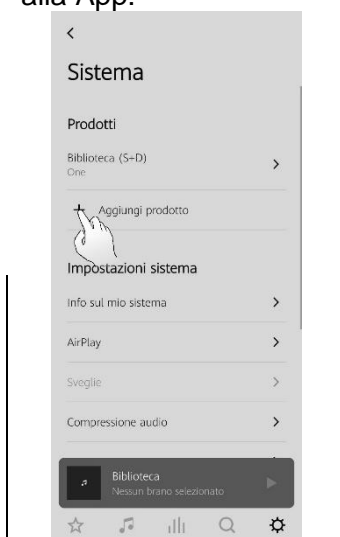 alla App.
Sistema
Prodotti
Biblioteca (S+D)
One
+ Aggiungi prodotto
Impostazioni sistema
Info sul mio sistema
AirPlay
Sveglie
Compressione audio
Biblioteca
Nessun brano selezionato